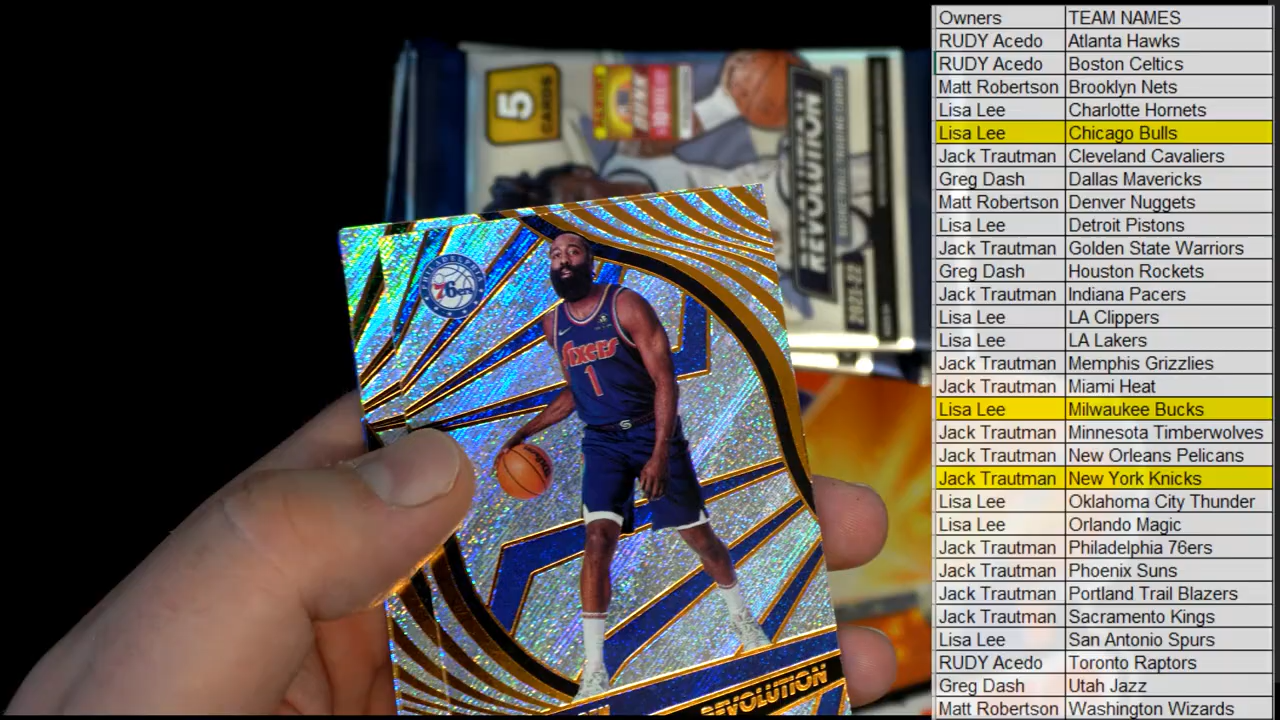 Owners TEAM NAMES
RUDY Acedo Atlanta Hawks
RUDY Acedo Boston Celtics
Matt Robertson Brooklyn Nets
Lisa Lee Charlotte Hornets
Lisa Lee Chicago Bulls
Jack Trautman Cleveland Cavaliers
Greg Dash Dallas Mavericks
Matt Robertson Denver Nuggets
Lisa Lee Detroit Pistons
Jack Trautman Golden State Warriors
Greg Dash Houston Rockets
Jack Trautman Indiana Pacers
Lisa Lee LA Clippers
Lisa Lee LA Lakers
Jack Trautman Memphis Grizzlies
Jack Trautman Miami Heat
Lisa Lee Milwaukee Bucks
Jack Trautman Minnesota Timberwolves
Jack Trautman New Orleans Pelicans
Jack Trautman New York Knicks
Lisa Lee Oklahoma City Thunder
Lisa Lee Orlando Magic
Jack Trautman Philadelphia 76ers
Jack Trautman Phoenix Suns
Jack Trautman Portland Trail Blazers
Jack Trautman Sacramento Kings
Lisa Lee San Antonio Spurs
RUDY Acedo Toronto Raptors
Greg Dash Utah Jazz
Matt Robertson Washington Wizards
5 CARDS
REVOLUTION
2021-22
PHILADELPHIA
76ers
SIXERS
1
REVOLUTION